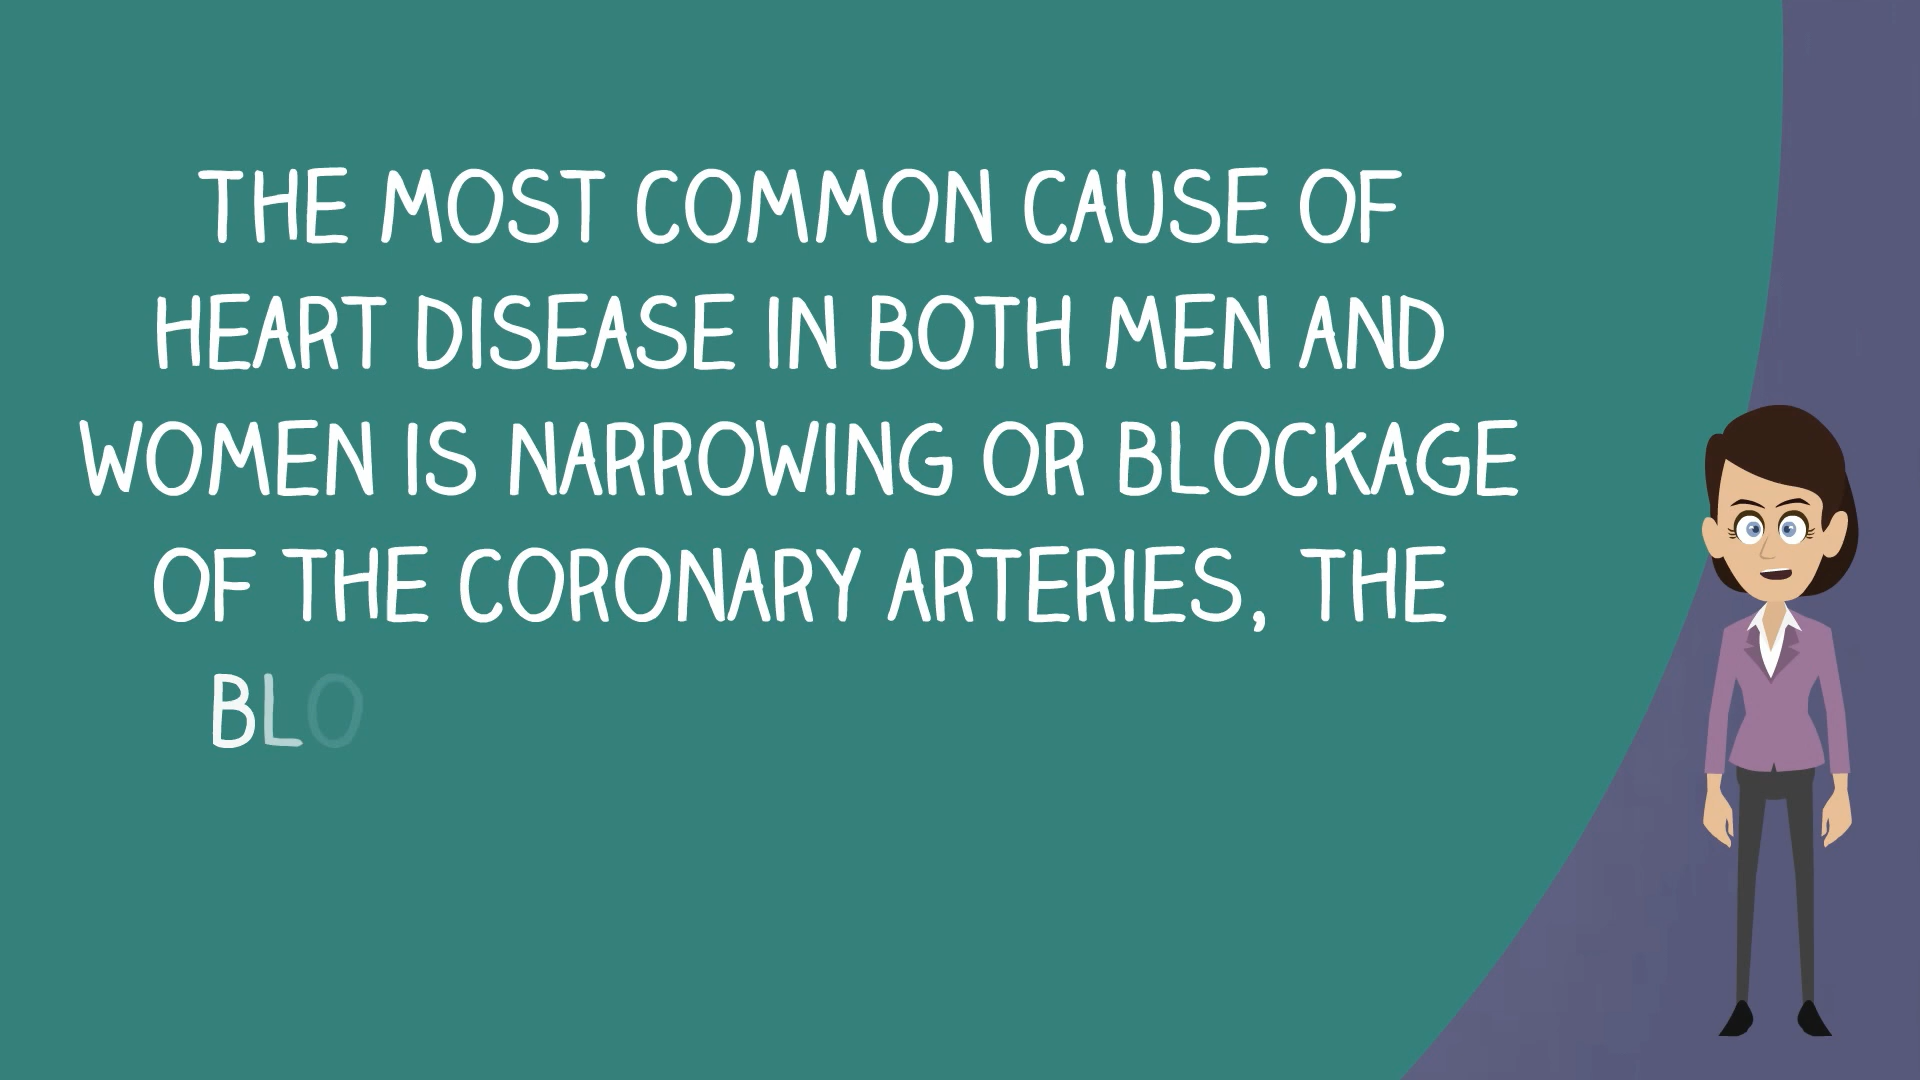 THE MOST COMMON CAUSE OF
HEART DISEASE IN BOTH MEN AND
WOMEN IS NARROWING OR BLOCKAGE
OF THE CORONARY ARTERIES, THE
BLO